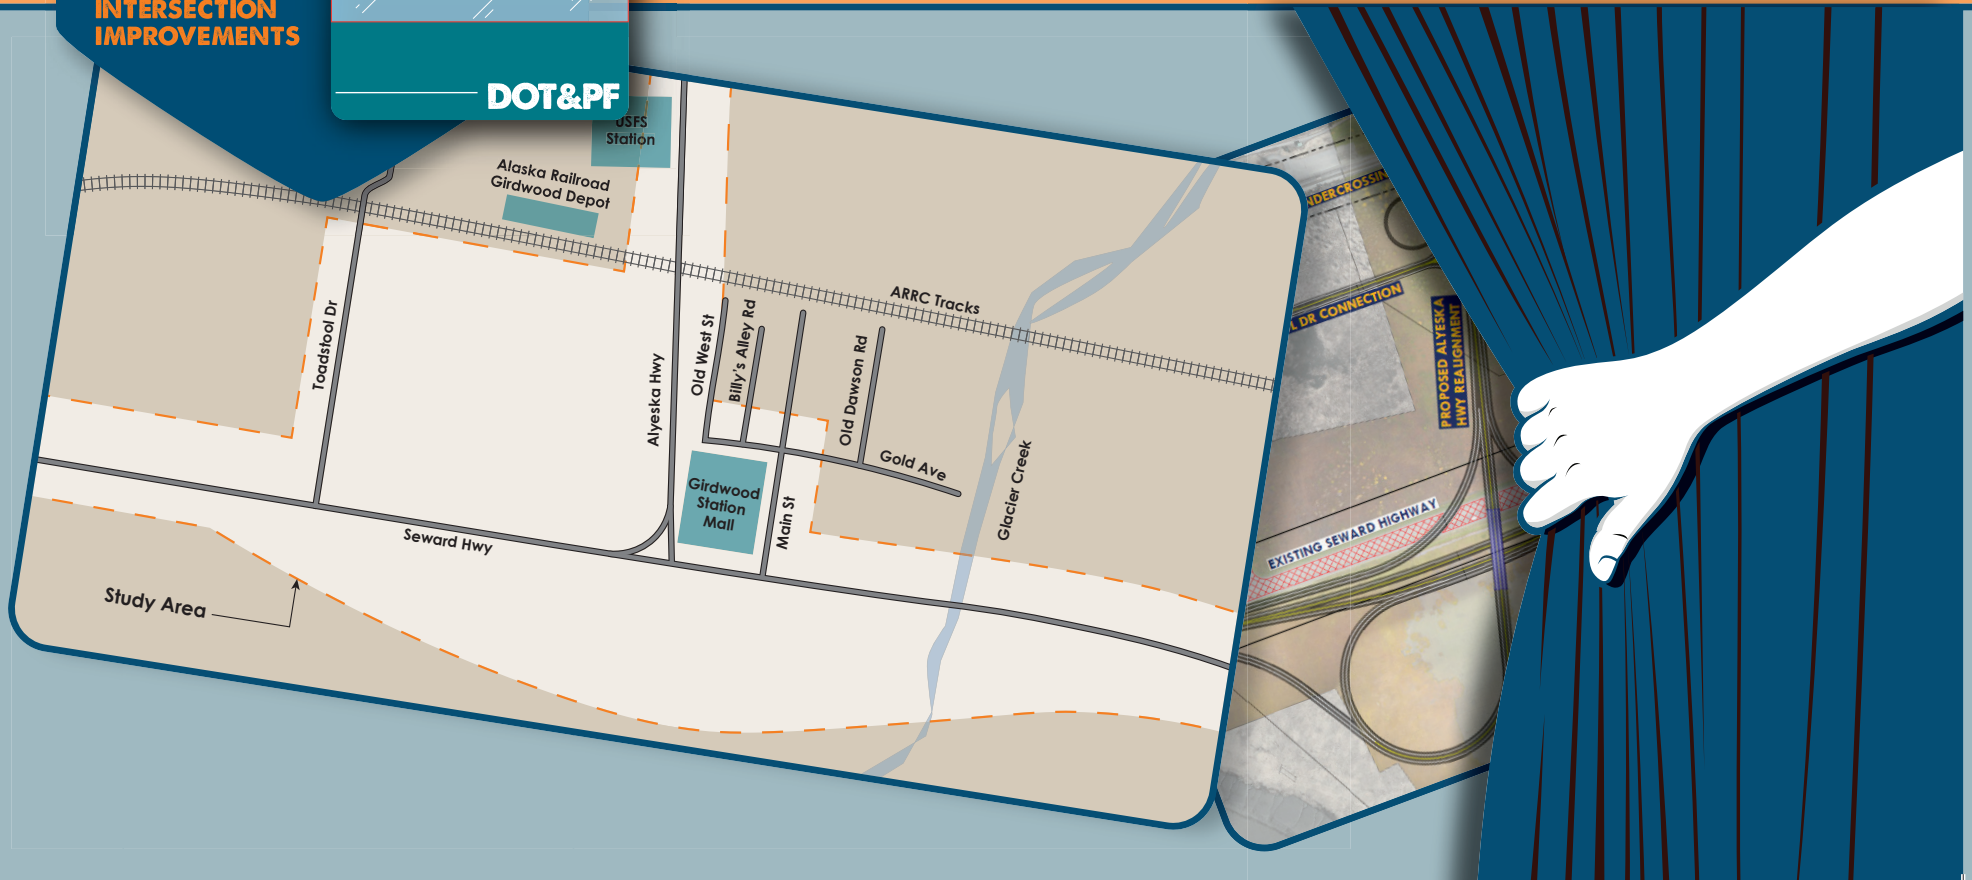 INTERSECTION
IMPROVEMENTS
DOT&PF
USFS
Station
Alaska Railroad
Girdwood Depot
ARRC Tracks
Toadstool Dr
Alyeska Hwy
Old West St
Billy's Alley Rd
Old Dawson Rd
Gold Ave
Glacier Creek
Girdwood
Station
Mall
Main St
Seward Hwy
Study Area
DR CONNECTION
PROPOSED ALYESKA
HWY REALIGNMENT
EXISTING SEWARD HIGHWAY